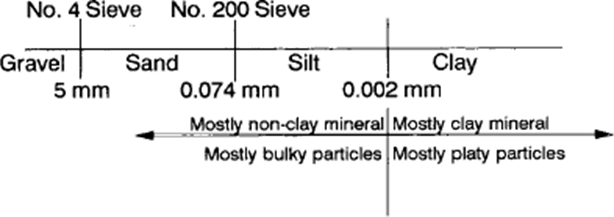 No. 4 Sieve No. 200 Sieve
Gravel Sand Silt Clay
5 mm 0.074 mm 0.002 mm
Mostly non-clay mineral Mostly clay mineral
Mostly bulky particles Mostly platy particles